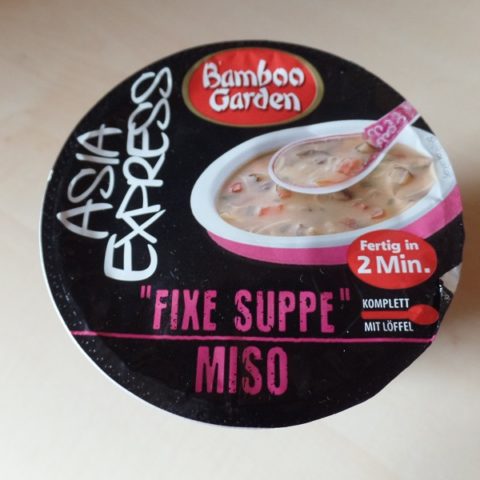 Bamboo
Garden
ASIA
EXPRESS
Fertig in
2 Min.
KOMPLETT
MIT LÖFFEL
"FIXE SUPPE"
MISO